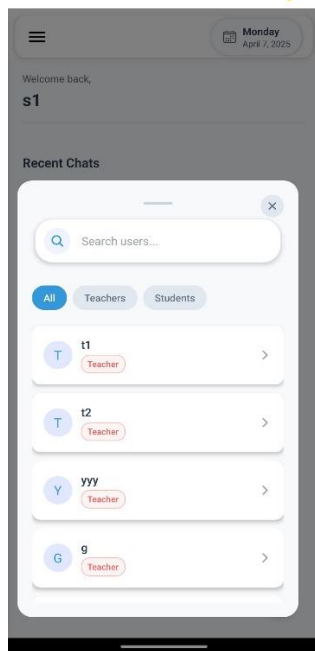 Monday
April 7, 2025
Welcome back,
s1
Recent Chats
Search users...
All Teachers Students
T t1
Teacher
T t2
Teacher
Y yyy
Teacher
G g
Teacher